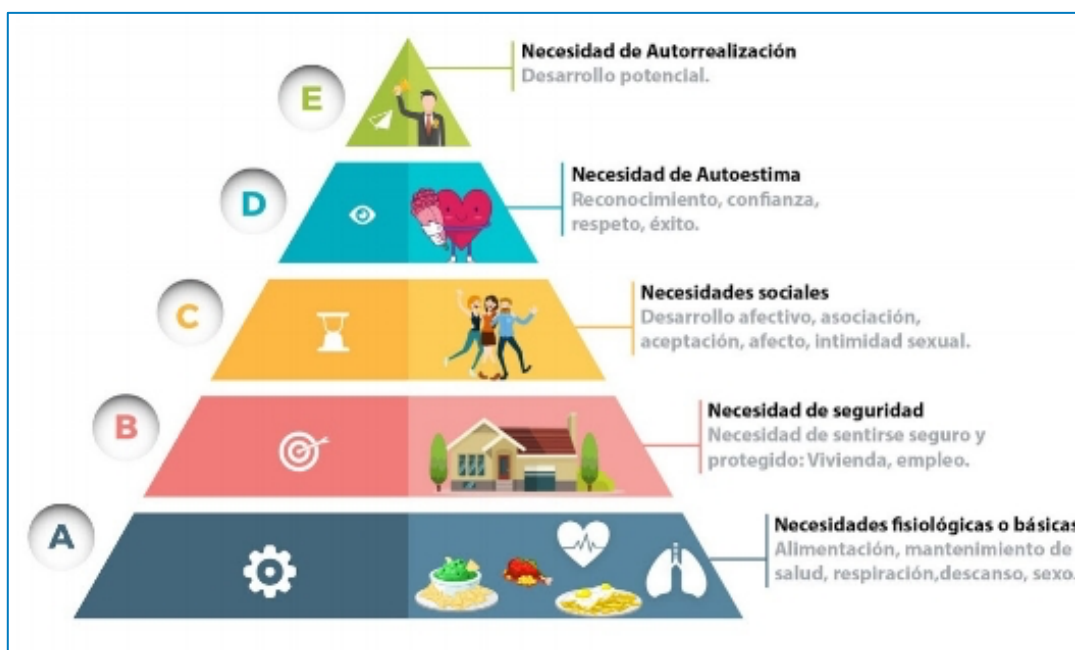 E
Necesidad de Autorrealización
Desarrollo potencial.
D
Necesidad de Autoestima
Reconocimiento, confianza,
respeto, éxito.
C
Necesidades sociales
Desarrollo afectivo, asociación,
aceptación, afecto, intimidad sexual.
B
Necesidad de seguridad
Necesidad de sentirse seguro y
protegido: Vivienda, empleo.
A
Necesidades fisiológicas o básicas
Alimentación, mantenimiento de
salud, respiración,descanso, sexo.